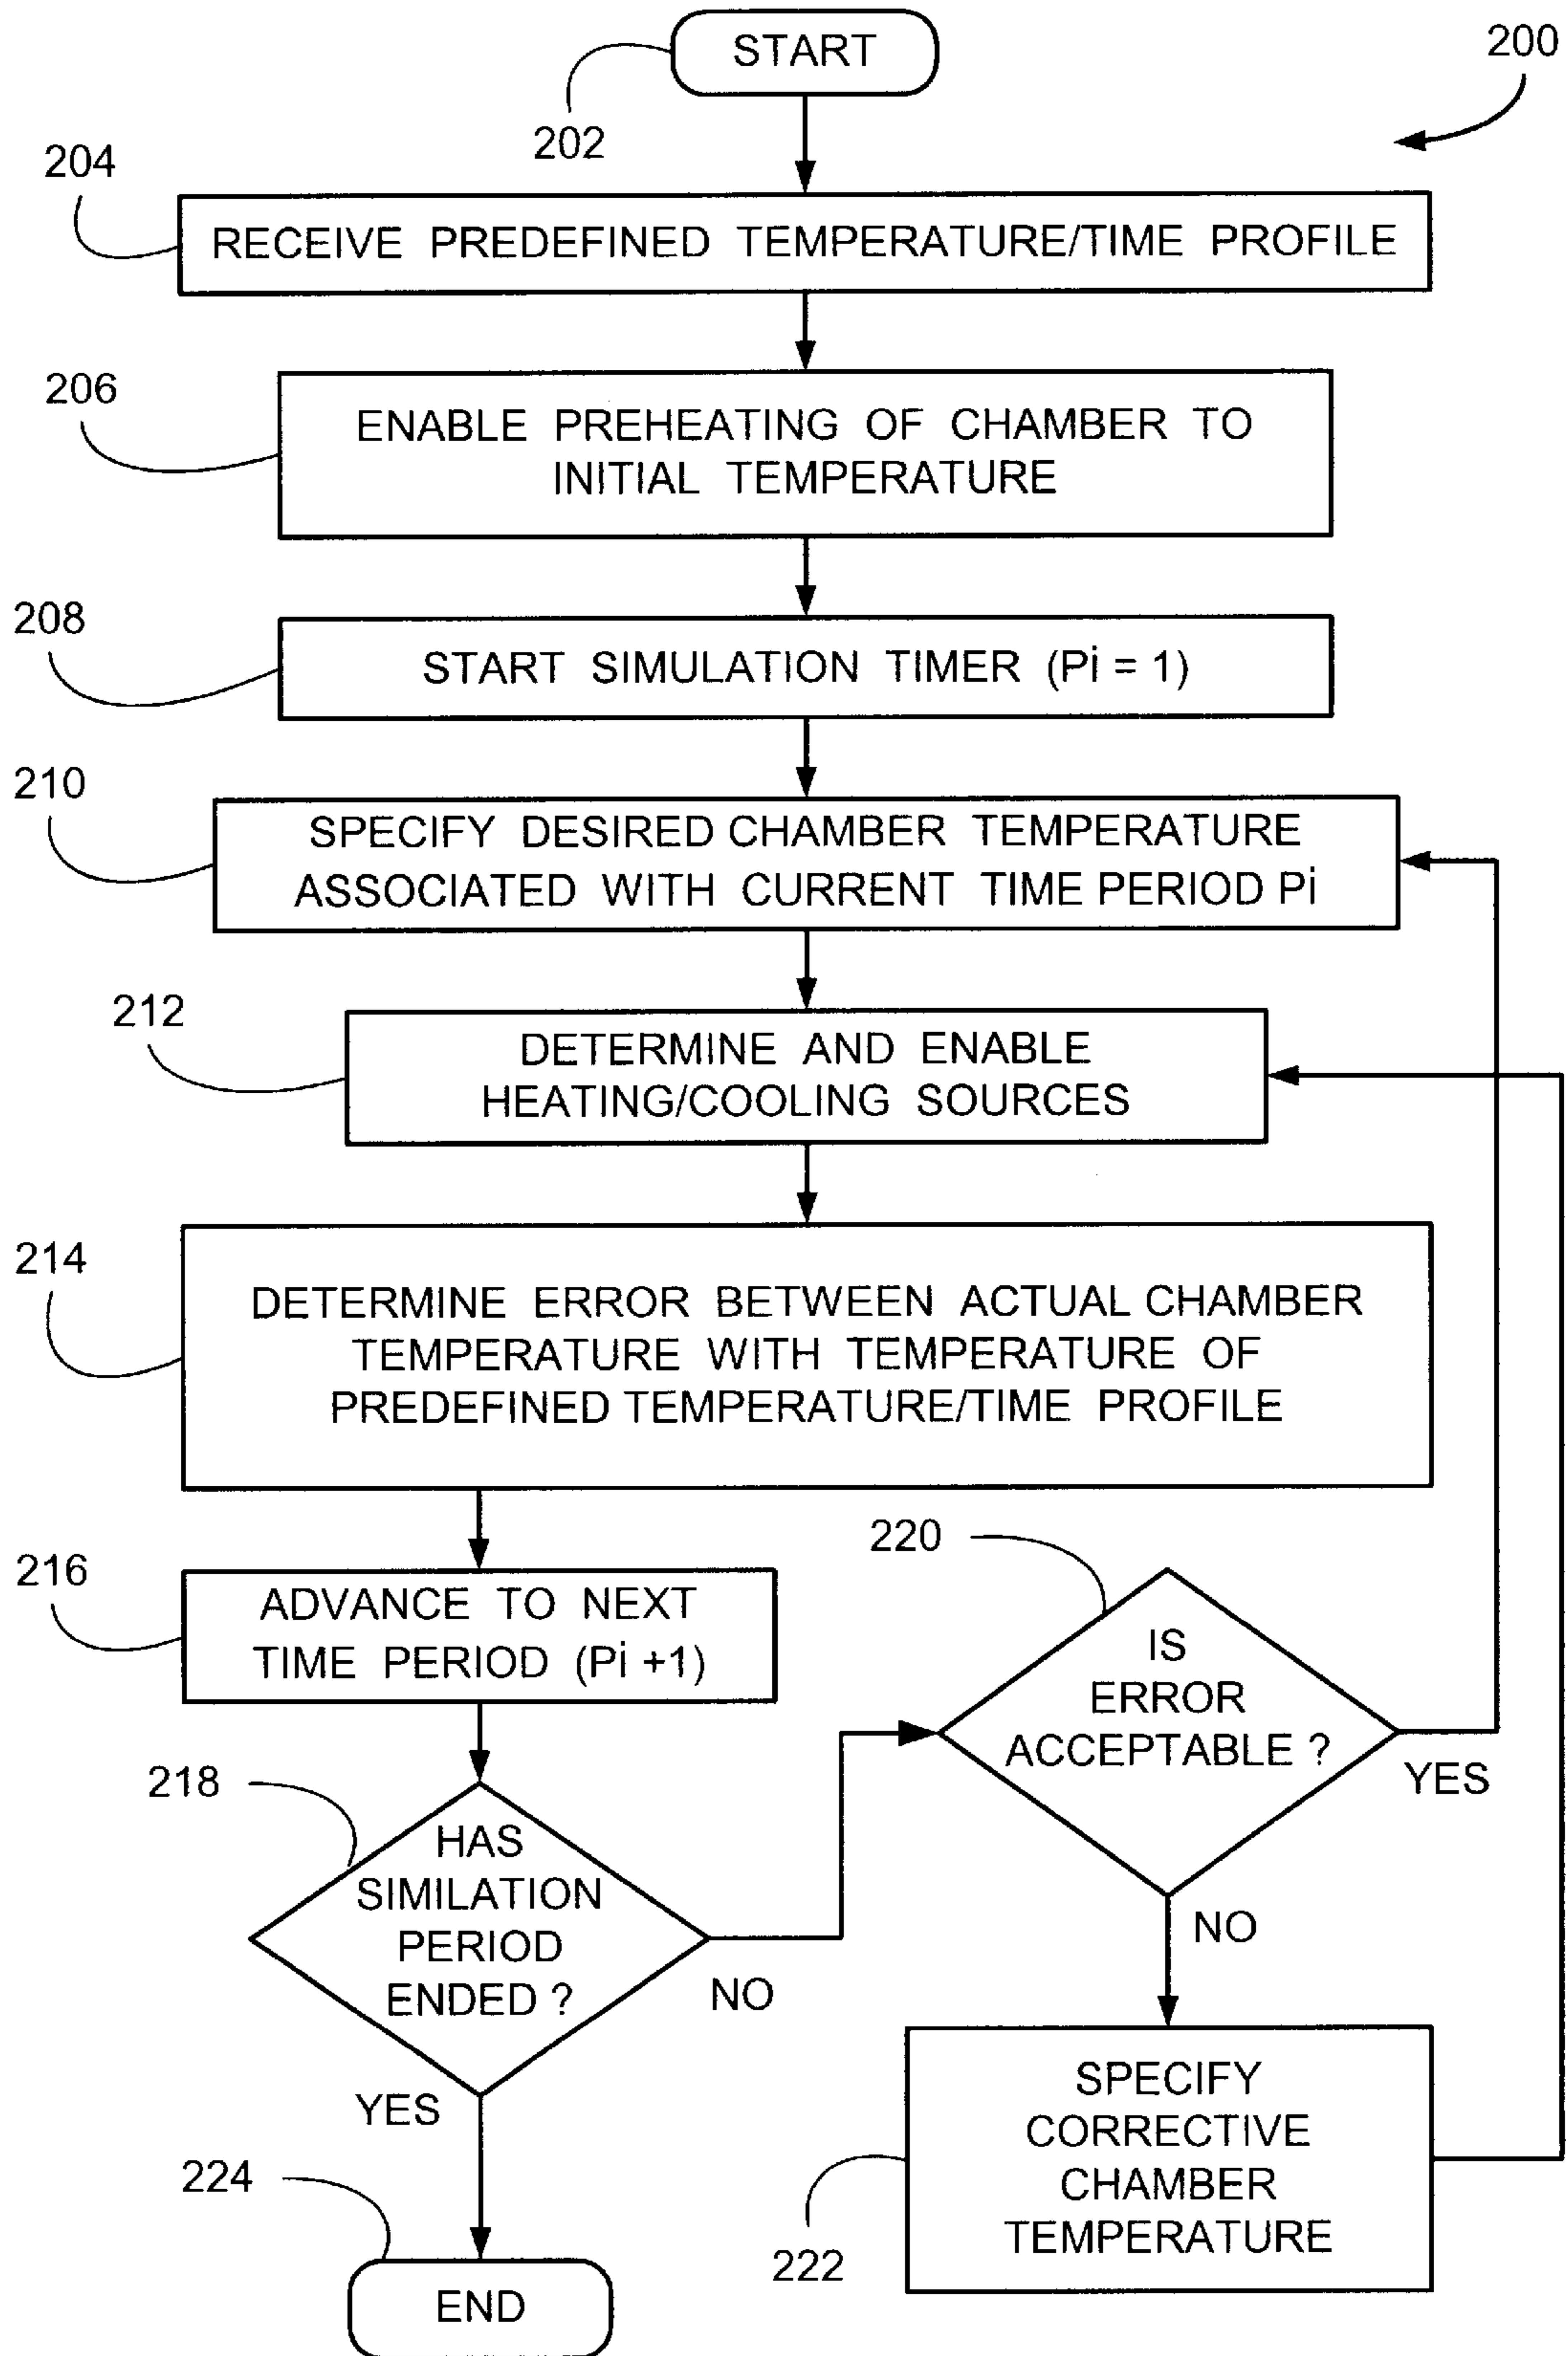 START
200
202
204
RECEIVE PREDEFINED TEMPERATURE/TIME PROFILE
206
ENABLE PREHEATING OF CHAMBER TO
INITIAL TEMPERATURE
208
START SIMULATION TIMER (Pi = 1)
210
SPECIFY DESIRED CHAMBER TEMPERATURE
ASSOCIATED WITH CURRENT TIME PERIOD Pi
212
DETERMINE AND ENABLE
HEATING/COOLING SOURCES
214
DETERMINE ERROR BETWEEN ACTUAL CHAMBER
TEMPERATURE WITH TEMPERATURE OF
PREDEFINED TEMPERATURE/TIME PROFILE
216
ADVANCE TO NEXT
TIME PERIOD (Pi +1)
218
HAS
SIMILATION
PERIOD
ENDED ?
NO
YES
220
IS
ERROR
ACCEPTABLE ?
YES
NO
222
SPECIFY
CORRECTIVE
CHAMBER
TEMPERATURE
224
END